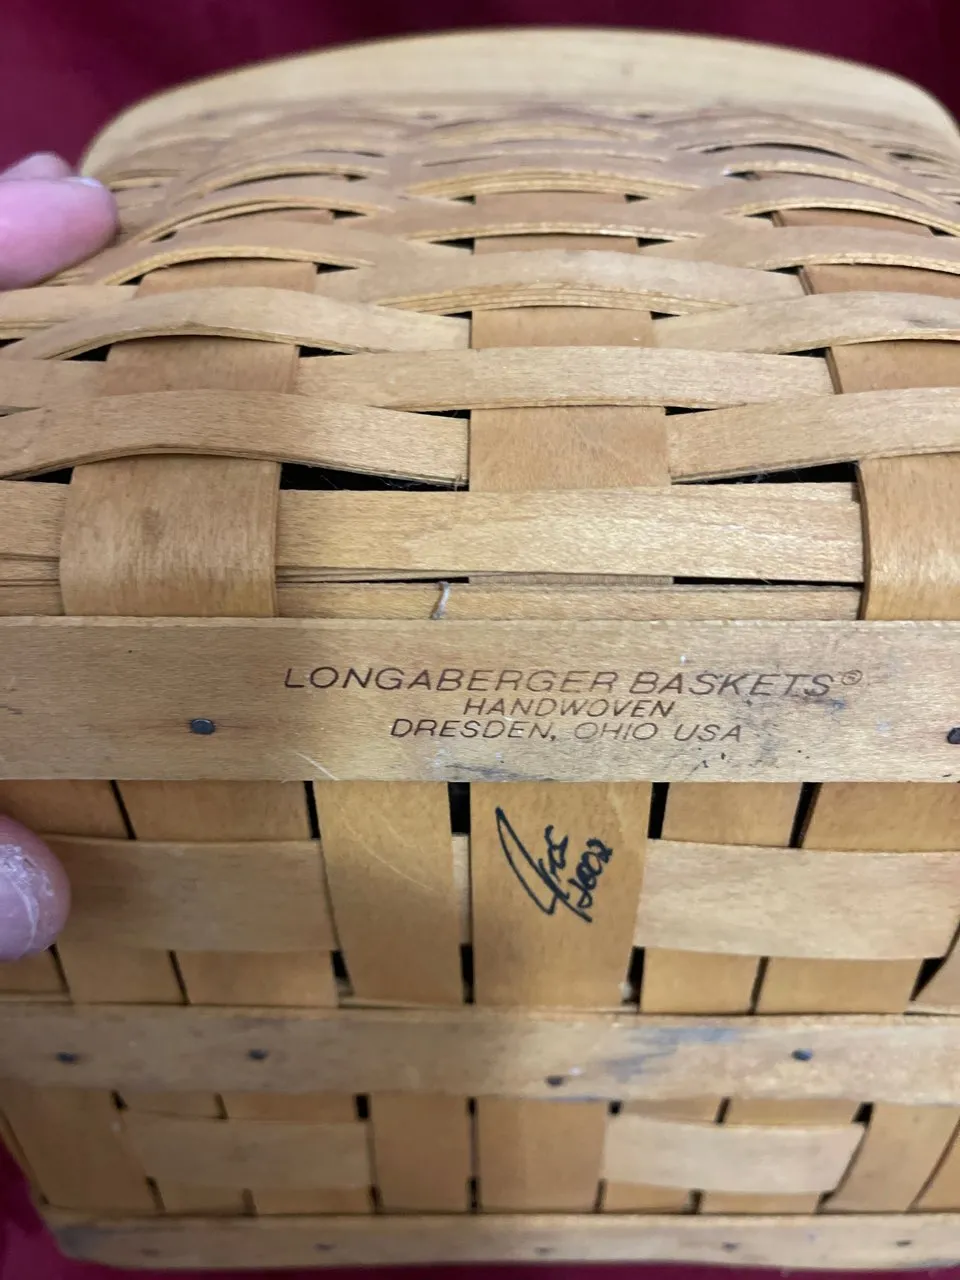 LONGABERGER BASKETS®
HANDWOVEN
DRESDEN, OHIO USA